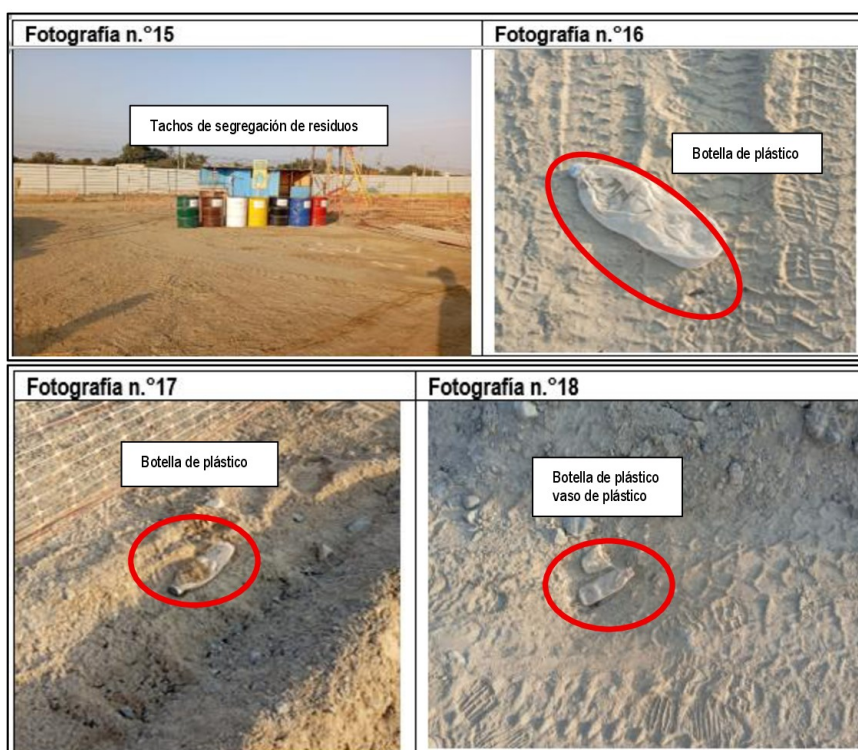 Fotografía n.°15
Fotografía n.°16
Tachos de segregación de residuos
Botella de plástico
Fotografía n.°17
Fotografía n.°18
Botella de plástico
Botella de plástico
vaso de plástico